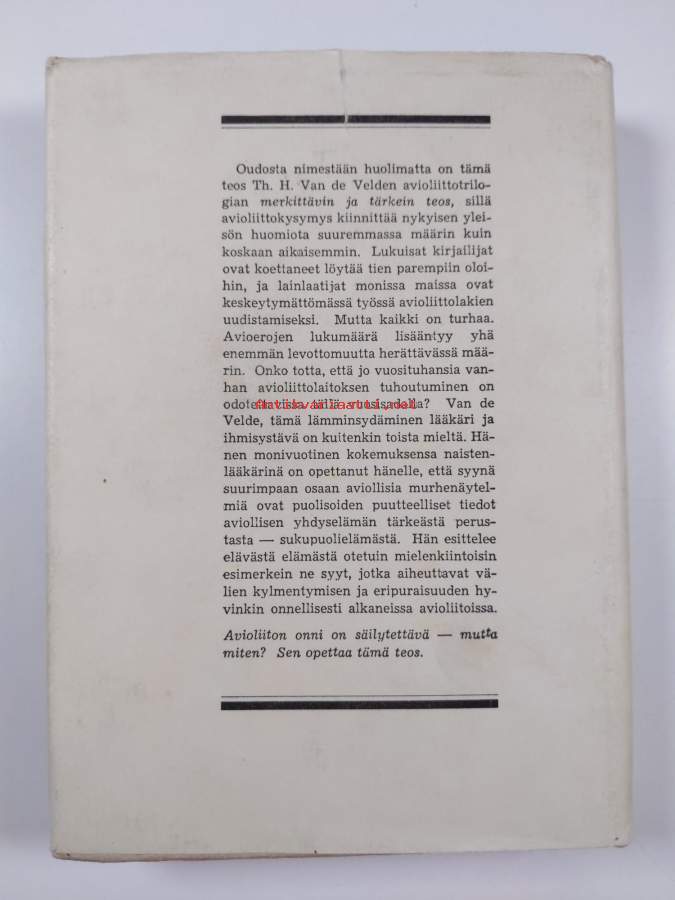 Oudosta nimestään huolimatta on tämä
teos Th. H. Van de Velden avioliittotrilo-
gian merkittävin ja tärkein teos, sillä
avioliittokysymys kiinnittää nykyisen ylei-
sön huomiota suuremmassa määrin kuin
koskaan aikaisemmin. Lukuisat kirjailijat
ovat koettaneet löytää tien parempiin oloi-
hin, ja lainlaatijat monissa maissa ovat
keskeytymättömässä työssä avioliittolakien
uudistamiseksi. Mutta kaikki on turhaa.
Avioerojen lukumäärä lisääntyy yhä
enemmän levottomuutta herättävässä mää-
rin. Onko totta, että jo vuosituhansia van-
han avioliittolaitoksen tuhoutuminen on
odotettavissa tällä vuosisadalla? Van de
Velde, tämä lämminsydäminen lääkäri ja
ihmisystävä on kuitenkin toista mieltä. Hä-
nen monivuotinen kokemuksensa naisten-
lääkärinä on opettanut hänelle, että syynä
suurimpaan osaan aviollisia murhenäytel-
miä ovat puolisoiden puutteelliset tiedot
aviollisen yhdyselämän tärkeästä perus-
tasta — sukupuolielämästä. Hän esittelee
elävästä elämästä otetuin mielenkiintoisin
esimerkein ne syyt, jotka aiheuttavat vä-
lien kylmentymisen ja eripuraisuuden hy-
vinkin onnellisesti alkaneissa avioliitoissa.
Avioliiton onni on säilytettävä — mutta
miten? Sen opettaa tämä teos.